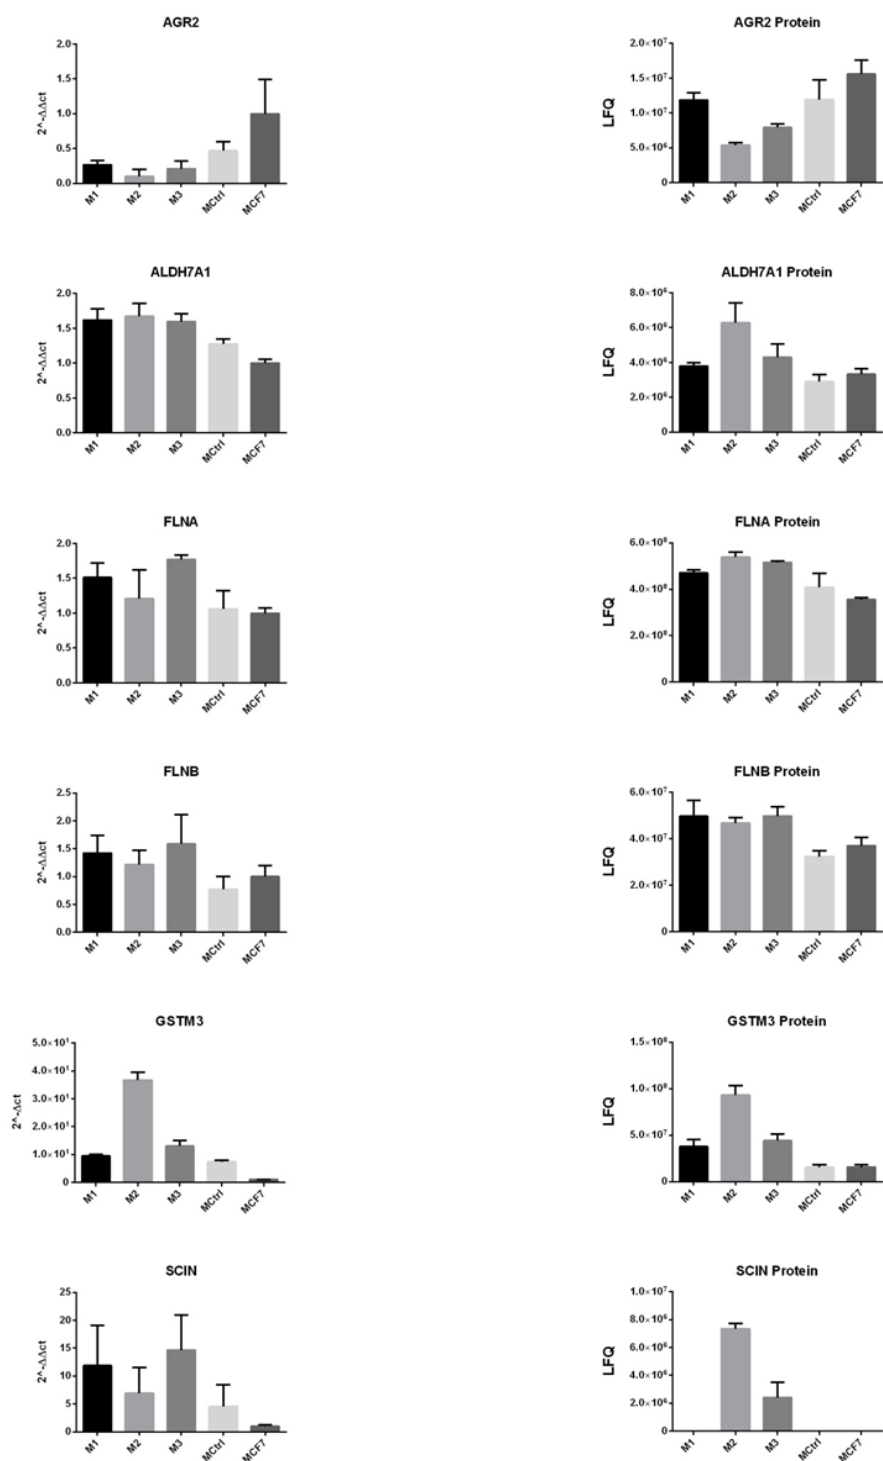 AGR2
2.0
1.5
1.0
0.5
0.0
2^-ΔΔct
M1 M2 M3 MCtrl MCF7
AGR2 Protein
2.0×10⁷
1.5×10⁷
1.0×10⁷
5.0×10⁶
0
LFQ
M1 M2 M3 MCtrl MCF7
ALDH7A1
2.0
1.5
1.0
0.5
0.0
2^-ΔΔct
M1 M2 M3 MCtrl MCF7
ALDH7A1 Protein
8.0×10⁶
6.0×10⁶
4.0×10⁶
2.0×10⁶
0
LFQ
M1 M2 M3 MCtrl MCF7
FLNA
2.0
1.5
1.0
0.5
0.0
2^-ΔΔct
M1 M2 M3 MCtrl MCF7
FLNA Protein
6.0×10⁸
4.0×10⁸
2.0×10⁸
0
LFQ
M1 M2 M3 MCtrl MCF7
FLNB
2.5
2.0
1.5
1.0
0.5
0.0
2^-ΔΔct
M1 M2 M3 MCtrl MCF7
FLNB Protein
6.0×10⁷
4.0×10⁷
2.0×10⁷
0
LFQ
M1 M2 M3 MCtrl MCF7
GSTM3
5.0×10¹
4.0×10¹
3.0×10¹
2.0×10¹
1.0×10¹
0
2^-Δct
M1 M2 M3 MCtrl MCF7
GSTM3 Protein
1.5×10⁸
1.0×10⁸
5.0×10⁷
0
LFQ
M1 M2 M3 MCtrl MCF7
SCIN
25
20
15
10
5
0
2^-ΔΔct
M1 M2 M3 MCtrl MCF7
SCIN Protein
1.0×10⁷
8.0×10⁶
6.0×10⁶
4.0×10⁶
2.0×10⁶
0
LFQ
M1 M2 M3 MCtrl MCF7